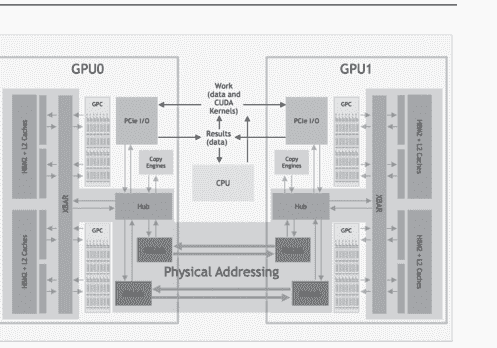 GPU0
GPU1
Work
(data and
CUDA
Kernels)
HBM2 + L2 Caches
XBAR
GPC
PCIe I/O
Results
(data)
PCIe I/O
GPC
XBAR
HBM2 + L2 Caches
Copy
Engines
CPU
Copy
Engines
Hub
Hub
HBM2 + L2 Caches
GPC
GPC
HBM2 + L2 Caches
Physical Addressing